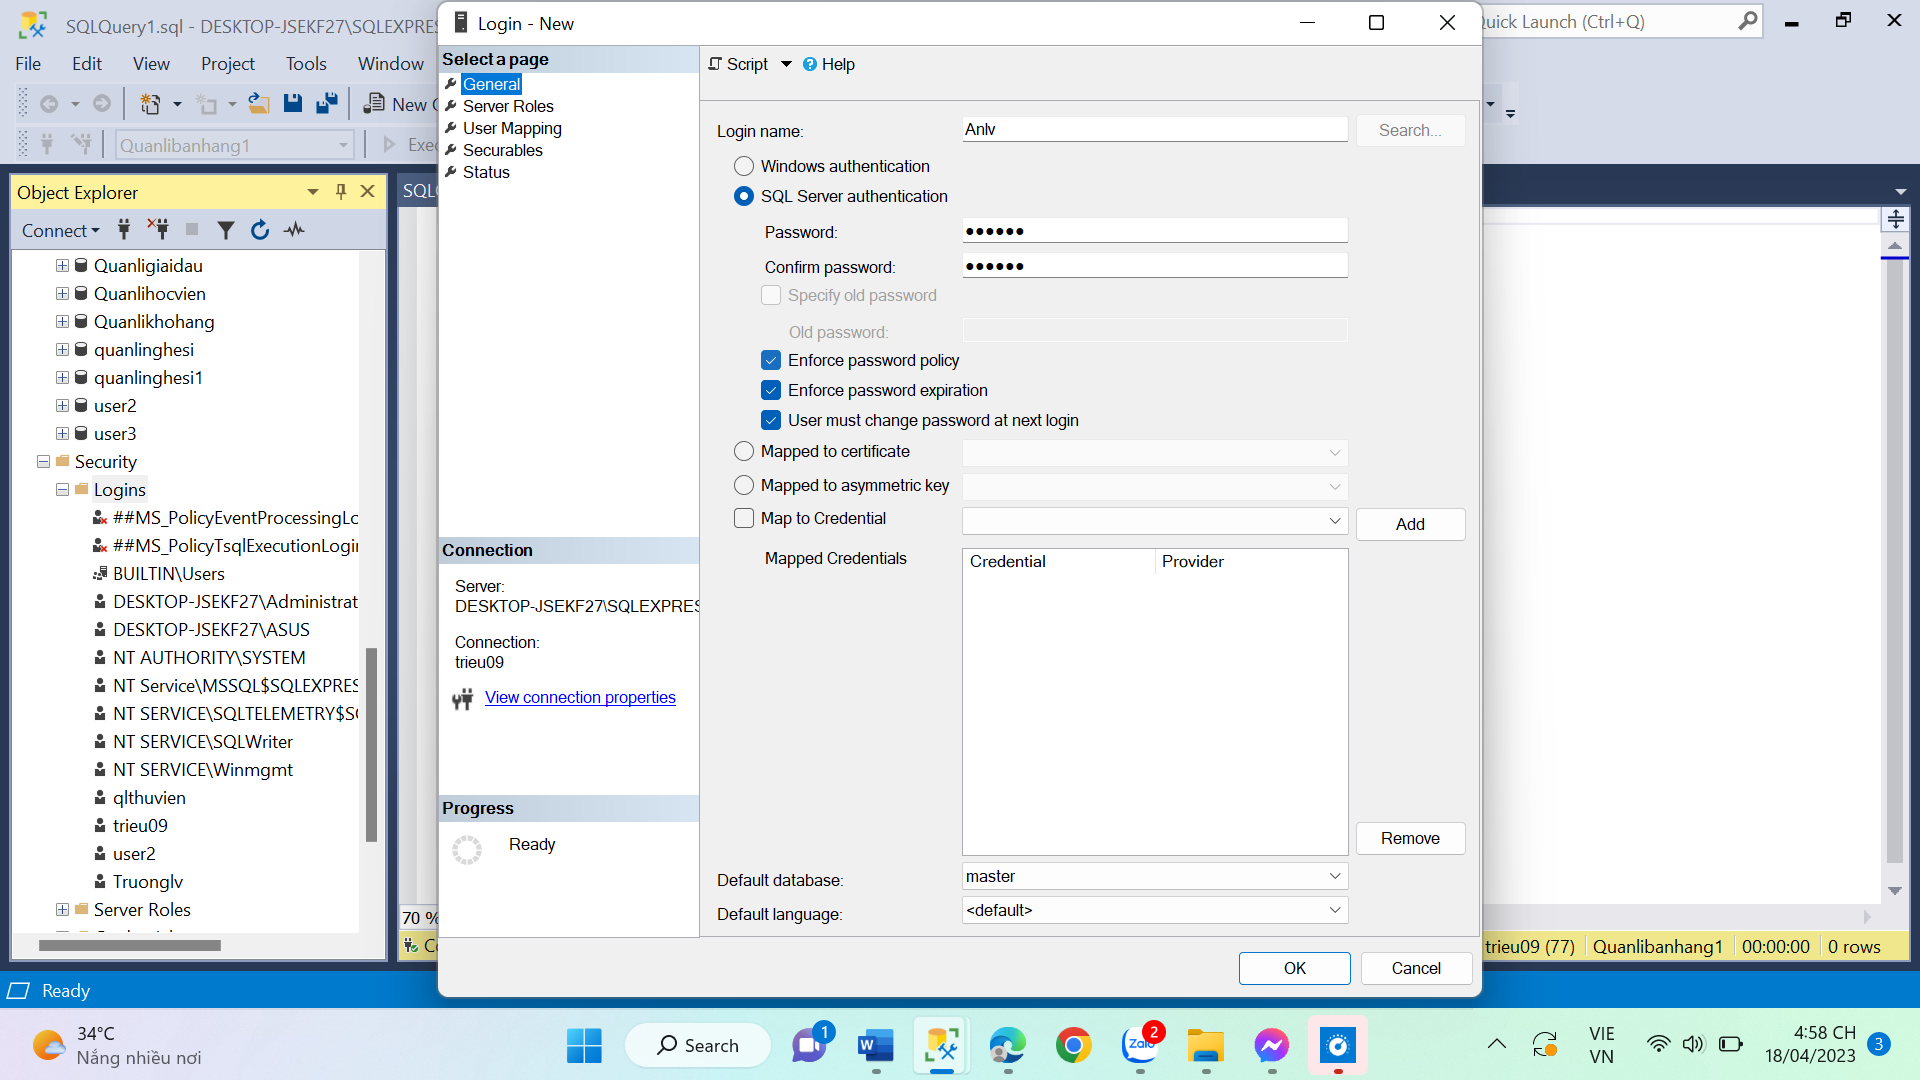 SQLQuery1.sql - DESKTOP-JSEKF27\SQLEXPRES
Quick Launch (Ctrl+Q)
File Edit View Project Tools Window
New
Quanlibanhang1
Object Explorer
Connect
Quanligiaidau
Quanlihocvien
Quanlikhohang
quanlinghesi
quanlinghesi1
user2
user3
Security
Logins
##MS_PolicyEventProcessingLo
##MS_PolicyTsqlExecutionLogin
BUILTIN\Users
DESKTOP-JSEKF27\Administrat
DESKTOP-JSEKF27\ASUS
NT AUTHORITY\SYSTEM
NT Service\MSSQL$SQLEXPRES
NT SERVICE\SQLTELEMETRY$S
NT SERVICE\SQLWriter
NT SERVICE\Winmgmt
qlthuvien
trieu09
user2
Truonglv
Server Roles
70 %
Login - New
Select a page
General
Server Roles
User Mapping
Securables
Status
Connection
Server:
DESKTOP-JSEKF27\SQLEXPRES
Connection:
trieu09
View connection properties
Progress
Ready
Script Help
Login name: Anlv Search...
Windows authentication
SQL Server authentication
Password: ●●●●●●
Confirm password: ●●●●●●
Specify old password
Old password:
Enforce password policy
Enforce password expiration
User must change password at next login
Mapped to certificate
Mapped to asymmetric key
Map to Credential Add
Mapped Credentials Credential Provider
Remove
Default database: master
Default language: <default>
OK Cancel
trieu09 (77) Quanlibanhang1 00:00:00 0 rows
Ready
34°C
Nắng nhiều nơi
Search
1
2
Zalo
VIE
VN
4:58 CH
18/04/2023
3